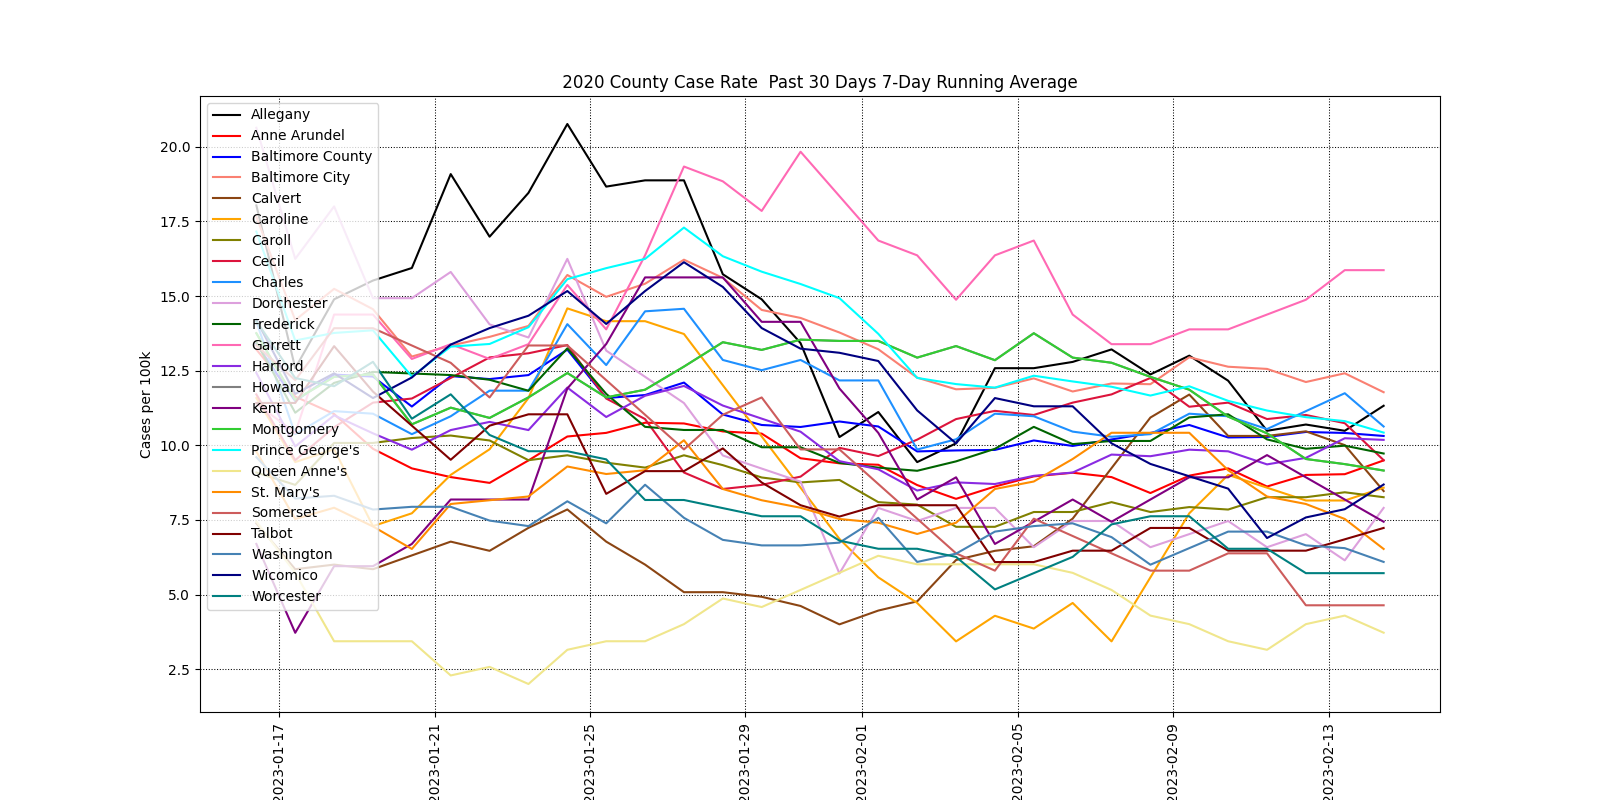 2020 County Case Rate  Past 30 Days 7-Day Running Average
Cases per 100k
20.0
17.5
15.0
12.5
10.0
7.5
5.0
2.5
Allegany
Anne Arundel
Baltimore County
Baltimore City
Calvert
Caroline
Caroll
Cecil
Charles
Dorchester
Frederick
Garrett
Harford
Howard
Kent
Montgomery
Prince George's
Queen Anne's
St. Mary's
Somerset
Talbot
Washington
Wicomico
Worcester
2023-01-17
2023-01-21
2023-01-25
2023-01-29
2023-02-01
2023-02-05
2023-02-09
2023-02-13